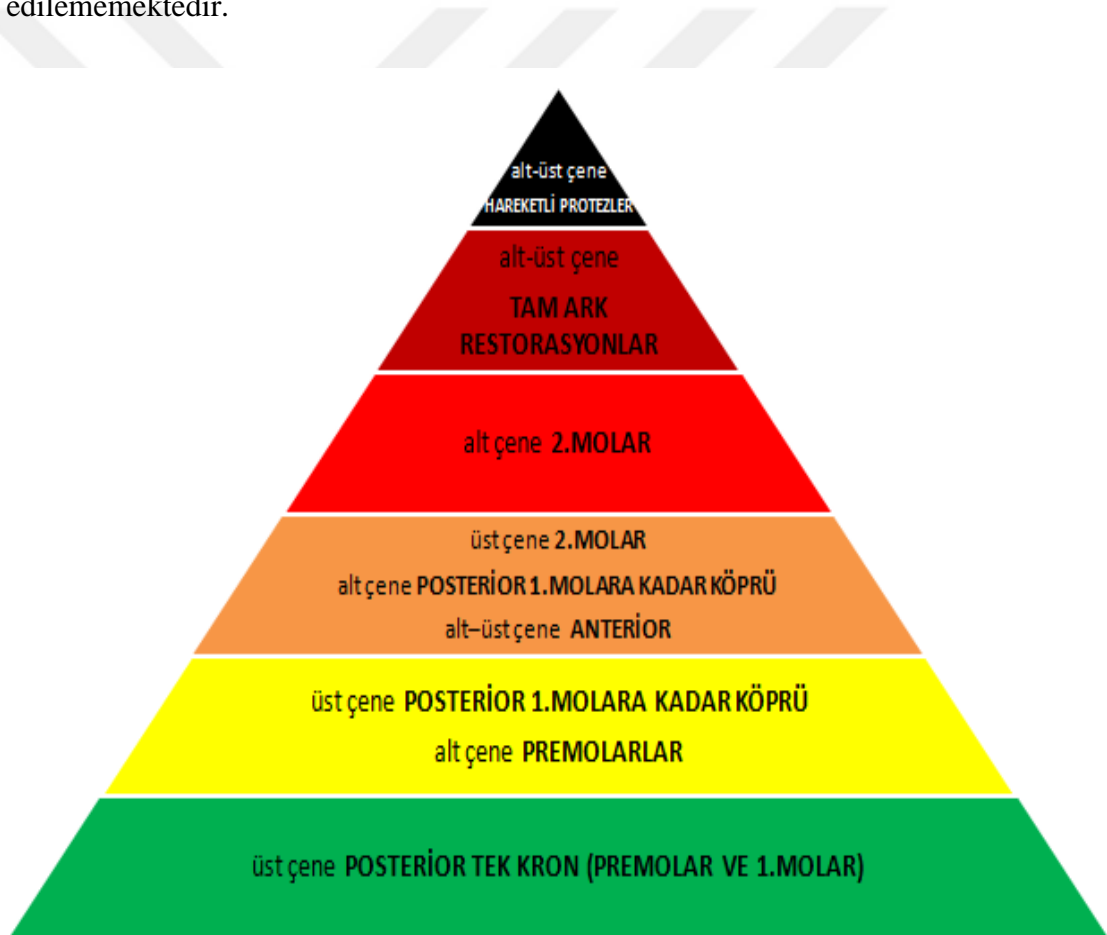 edilememektedir.
alt-üst çene
HAREKETLİ PROTEZLER
alt-üst çene
TAM ARK
RESTORASYONLAR
alt çene 2.MOLAR
üst çene 2.MOLAR
alt çene POSTERİOR 1.MOLARA KADAR KÖPRÜ
alt–üst çene ANTERİOR
üst çene POSTERİOR 1.MOLARA KADAR KÖPRÜ
alt çene PREMOLARLAR
üst çene POSTERİOR TEK KRON (PREMOLAR VE 1.MOLAR)